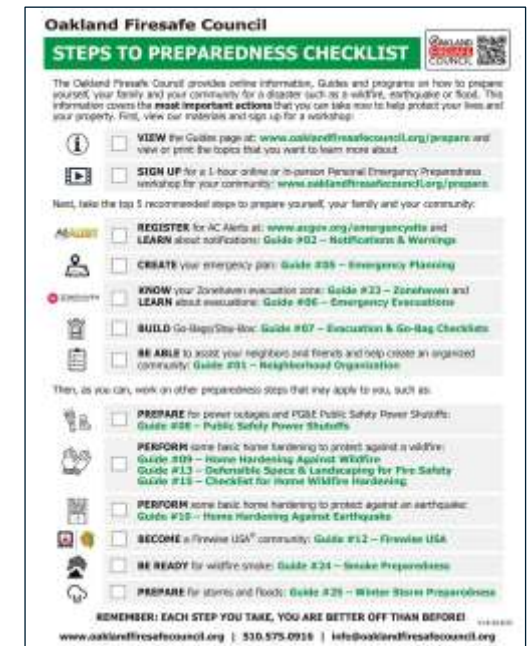 Oakland Firesafe Council
STEPS TO PREPAREDNESS CHECKLIST
OAKLAND
FIRESAFE
COUNCIL
The Oakland Firesafe Council provides online information, Guides and programs on how to prepare
yourself, your family and your community for a disaster such as a wildfire, earthquake or flood. This
information covers the most important actions that you can take now to help protect your lives and
your property. First, view our materials and sign up for a workshop:
VIEW the Guides page at: www.oaklandfiresafecouncil.org/prepare and
view or print the topics that you want to learn more about
SIGN UP for a 1-hour online or in-person Personal Emergency Preparedness
workshop for your community: www.oaklandfiresafecouncil.org/prepare
Next, take the top 5 recommended steps to prepare yourself, your family and your community:
REGISTER for AC Alerts at: www.acgov.org/emergencysite and
LEARN about notifications: Guide #02 – Notifications & Warnings
CREATE your emergency plan: Guide #05 – Emergency Planning
KNOW your Zonehaven evacuation zone: Guide #23 – Zonehaven and
LEARN about evacuations: Guide #06 – Emergency Evacuations
BUILD Go-Bags/Stay-Box: Guide #07 – Evacuation & Go-Bag Checklists
BE ABLE to assist your neighbors and friends and help create an organized
community: Guide #01 – Neighborhood Organization
Then, as you can, work on other preparedness steps that may apply to you, such as:
PREPARE for power outages and PG&E Public Safety Power Shutoffs:
Guide #08 – Public Safety Power Shutoffs
PERFORM some basic home hardening to protect against a wildfire:
Guide #09 – Home Hardening Against Wildfire
Guide #13 – Defensible Space & Landscaping for Fire Safety
Guide #15 – Checklist for Home Wildfire Hardening
PERFORM some basic home hardening to protect against an earthquake:
Guide #10 – Home Hardening Against Earthquake
BECOME a Firewise USA® community: Guide #12 – Firewise USA
BE READY for wildfire smoke: Guide #24 – Smoke Preparedness
PREPARE for storms and floods: Guide #25 – Winter Storm Preparedness
REMEMBER: EACH STEP YOU TAKE, YOU ARE BETTER OFF THAN BEFORE!
www.oaklandfiresafecouncil.org | 510.575.0916 | info@oaklandfiresafecouncil.org